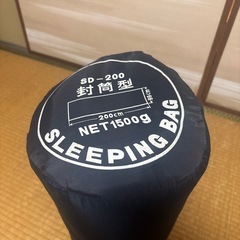 SD-200
封筒型
200cm
NET1500g
SLEEPING BAG